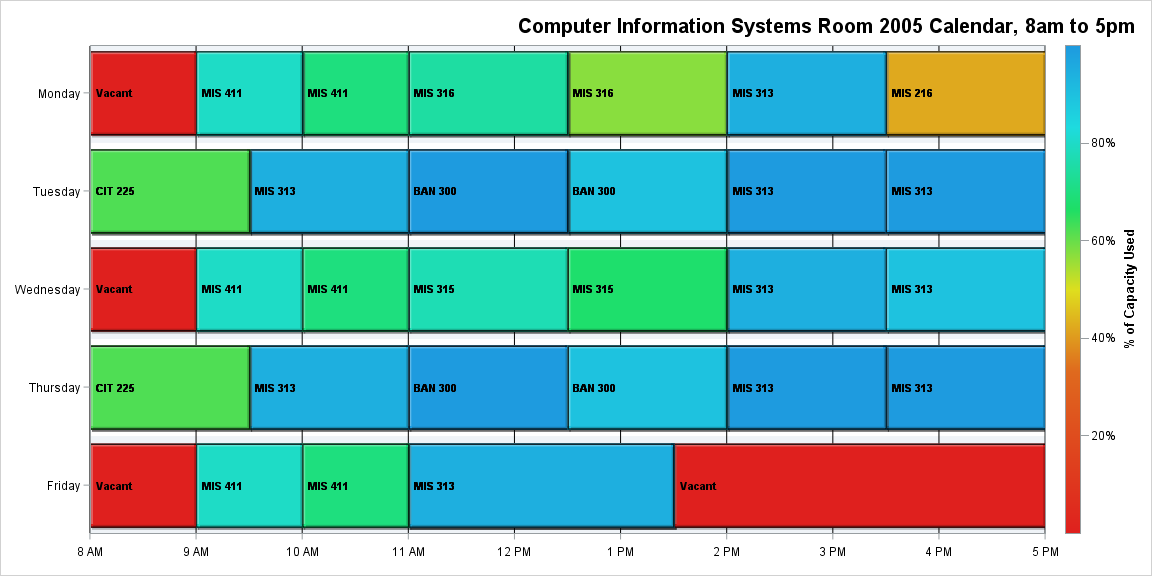 Computer Information Systems Room 2005 Calendar, 8am to 5pm
Monday
Vacant
MIS 411
MIS 411
MIS 316
MIS 316
MIS 313
MIS 216
Tuesday
CIT 225
MIS 313
BAN 300
BAN 300
MIS 313
MIS 313
Wednesday
Vacant
MIS 411
MIS 411
MIS 315
MIS 315
MIS 313
MIS 313
Thursday
CIT 225
MIS 313
BAN 300
BAN 300
MIS 313
MIS 313
Friday
Vacant
MIS 411
MIS 411
MIS 313
Vacant
8 AM
9 AM
10 AM
11 AM
12 PM
1 PM
2 PM
3 PM
4 PM
5 PM
80%
60%
40%
20%
% of Capacity Used